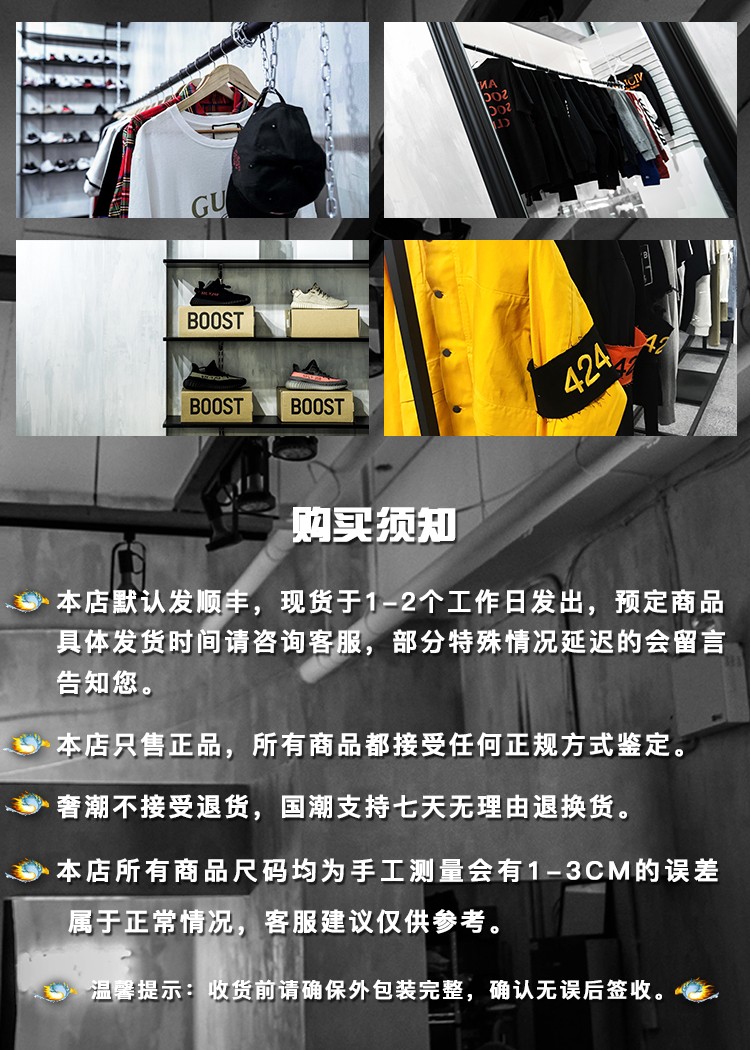 GU
ANTI
SOCIAL
SOCIAL
CLUB
BOOST
BOOST
BOOST
424
42
购买须知
本店默认发顺丰，现货于1-2个工作日发出，预定商品
具体发货时间请咨询客服，部分特殊情况延迟的会留言
告知您。
本店只售正品，所有商品都接受任何正规方式鉴定。
奢潮不接受退货，国潮支持七天无理由退换货。
本店所有商品尺码均为手工测量会有1-3CM的误差
属于正常情况，客服建议仅供参考。
温馨提示：收货前请确保外包装完整，确认无误后签收。